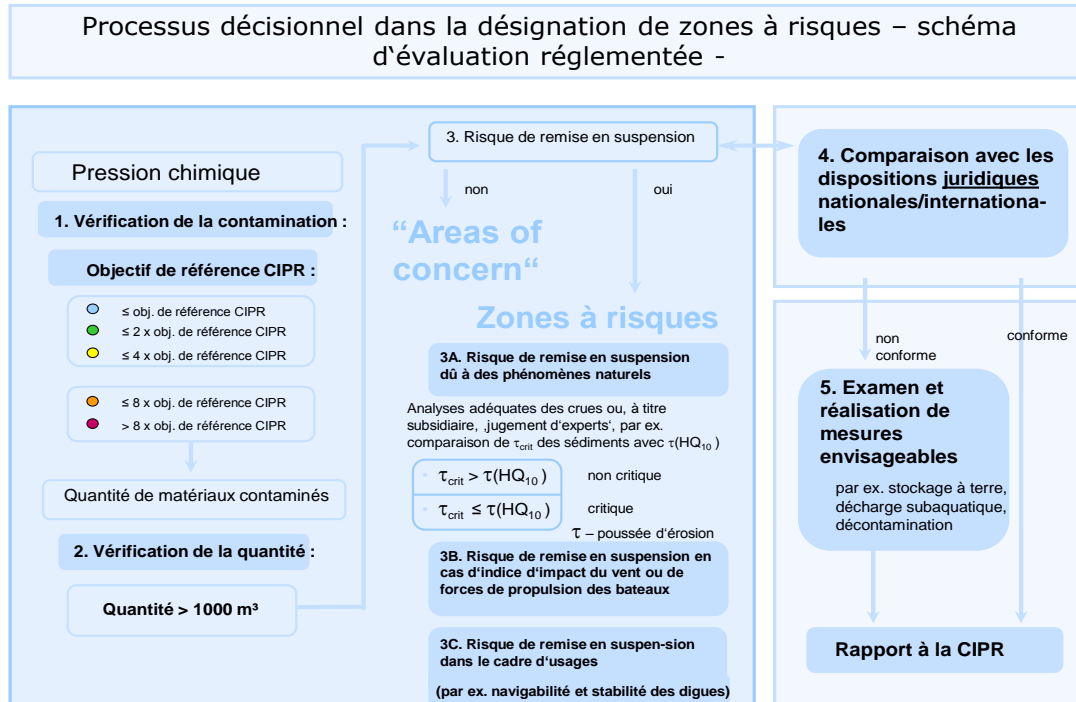 Processus décisionnel dans la désignation de zones à risques – schéma
d‘évaluation réglementée -
Pression chimique
1. Vérification de la contamination :
Objectif de référence CIPR :
≤ obj. de référence CIPR
≤ 2 x obj. de référence CIPR
≤ 4 x obj. de référence CIPR
≤ 8 x obj. de référence CIPR
> 8 x obj. de référence CIPR
Quantité de matériaux contaminés
2. Vérification de la quantité :
Quantité > 1000 m³
3. Risque de remise en suspension
non
oui
“Areas of
concern“
Zones à risques
3A. Risque de remise en suspension
dû à des phénomènes naturels
Analyses adéquates des crues ou, à titre
subsidiaire, ‚jugement d‘experts‘, par ex.
comparaison de τcrit des sédiments avec τ(HQ10 )
τcrit > τ(HQ10 ) non critique
τcrit ≤ τ(HQ10 ) critique
τ – poussée d‘érosion
3B. Risque de remise en suspension en
cas d‘indice d‘impact du vent ou de
forces de propulsion des bateaux
3C. Risque de remise en suspen-sion
dans le cadre d‘usages
(par ex. navigabilité et stabilité des digues)
4. Comparaison avec les
dispositions juridiques
nationales/internationa-
les
non
conforme
conforme
5. Examen et
réalisation de
mesures
envisageables
par ex. stockage à terre,
décharge subaquatique,
décontamination
Rapport à la CIPR